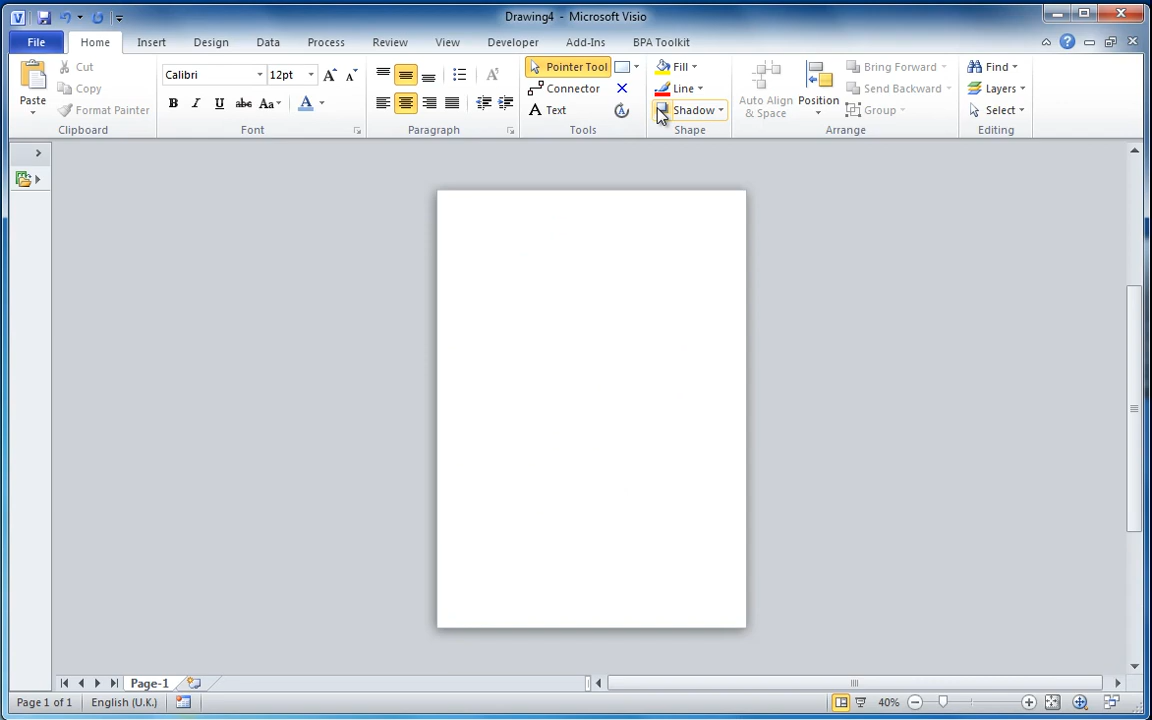 Drawing4 - Microsoft Visio
File Home Insert Design Data Process Review View Developer Add-Ins BPA Toolkit
Paste
Cut
Copy
Format Painter
Clipboard
Calibri 12pt
B I U abc Aa A
Font
Paragraph
Pointer Tool
Connector
A Text
Tools
Fill
Line
Shadow
Shape
Auto Align & Space
Position
Bring Forward
Send Backward
Group
Arrange
Find
Layers
Select
Editing
Page-1
Page 1 of 1 English (U.K.) 40%